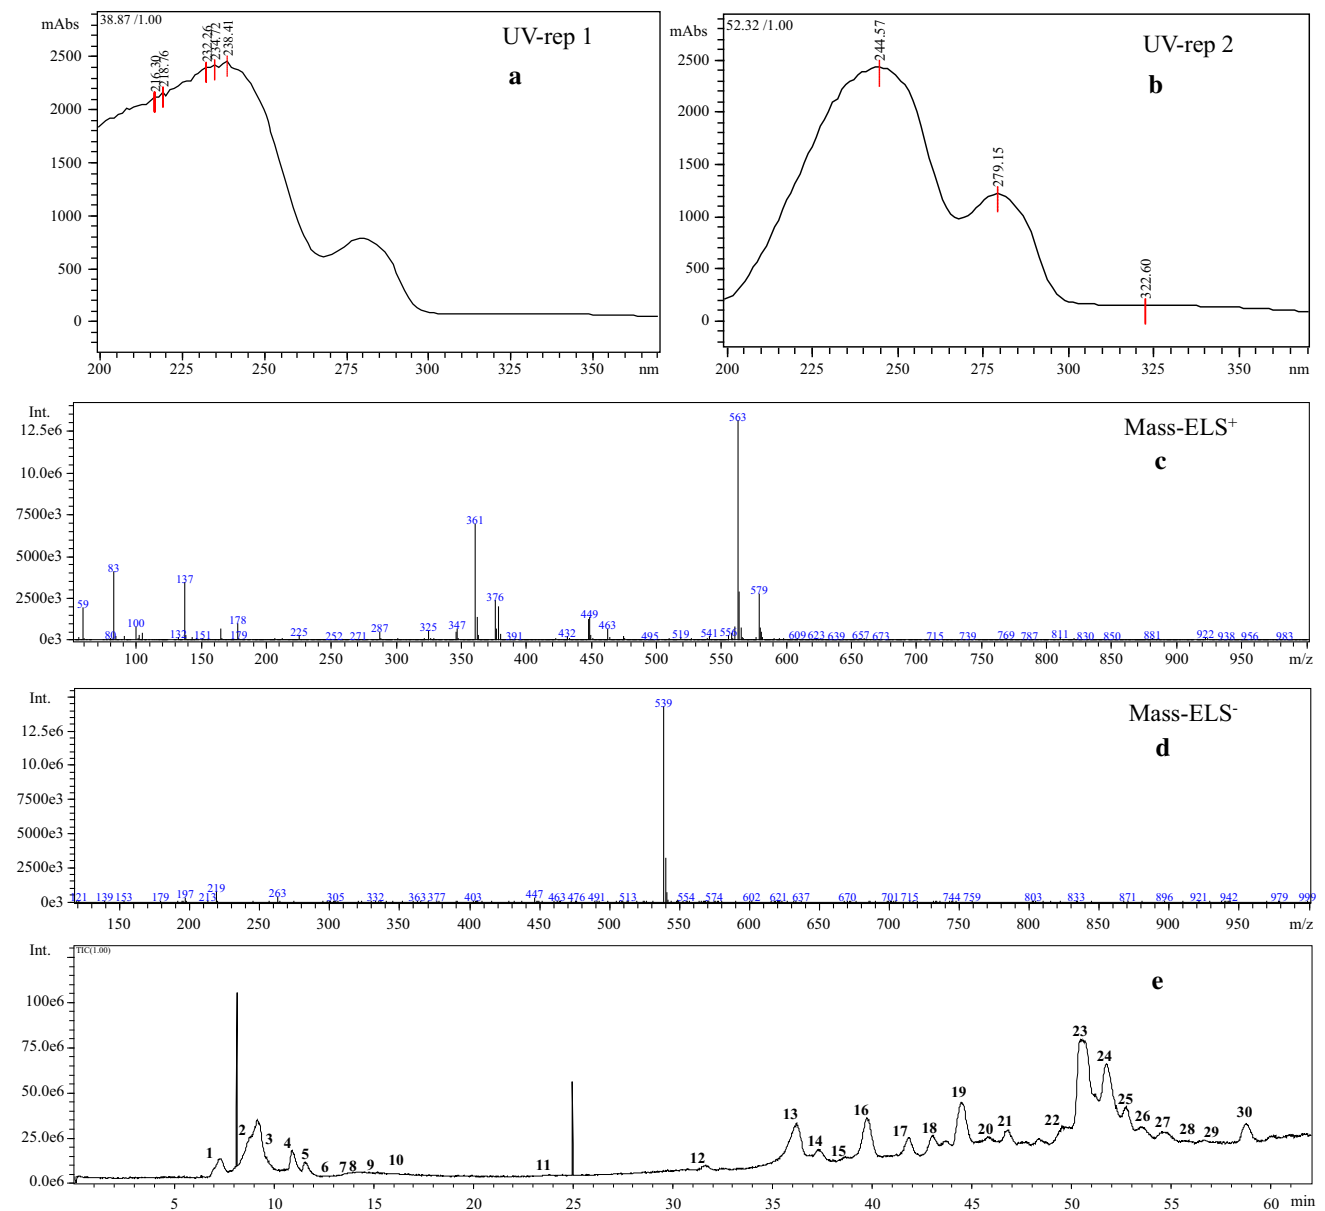 mAbs
38.87 /1.00
UV-rep 1
a
216.30
218.76
232.26
234.72
238.41
2500
2000
1500
1000
500
0
200 225 250 275 300 325 350 nm
mAbs
52.32 /1.00
UV-rep 2
b
244.57
279.15
322.60
2500
2000
1500
1000
500
0
200 250 300 350 nm
Int.
Mass-ELS+
c
12.5e6
10.0e6
7500e3
5000e3
2500e3
0e3
59 80 83 100 132 137 151 178 179 225 252 271 287 325 347 361 376 391 432 449 463 495 519 541 556 563 579 609 623 639 657 673 715 739 769 787 811 830 850 881 922 938 956 983
100 150 200 250 300 350 400 450 500 550 600 650 700 750 800 850 900 950 m/z
Int.
Mass-ELS-
d
12.5e6
10.0e6
7500e3
5000e3
2500e3
0e3
121 139 153 179 197 213 219 263 305 332 363 377 403 447 463 476 491 513 539 554 574 602 621 637 670 701 715 744 759 803 833 871 896 921 942 979 999
150 200 250 300 350 400 450 500 550 600 650 700 750 800 850 900 950 m/z
Int.
TIC(1.00)
e
100e6
75.0e6
50.0e6
25.0e6
0.0e6
1 2 3 4 5 6 7 8 9 10 11 12 13 14 15 16 17 18 19 20 21 22 23 24 25 26 27 28 29 30
5 10 15 20 25 30 35 40 45 50 55 60 min